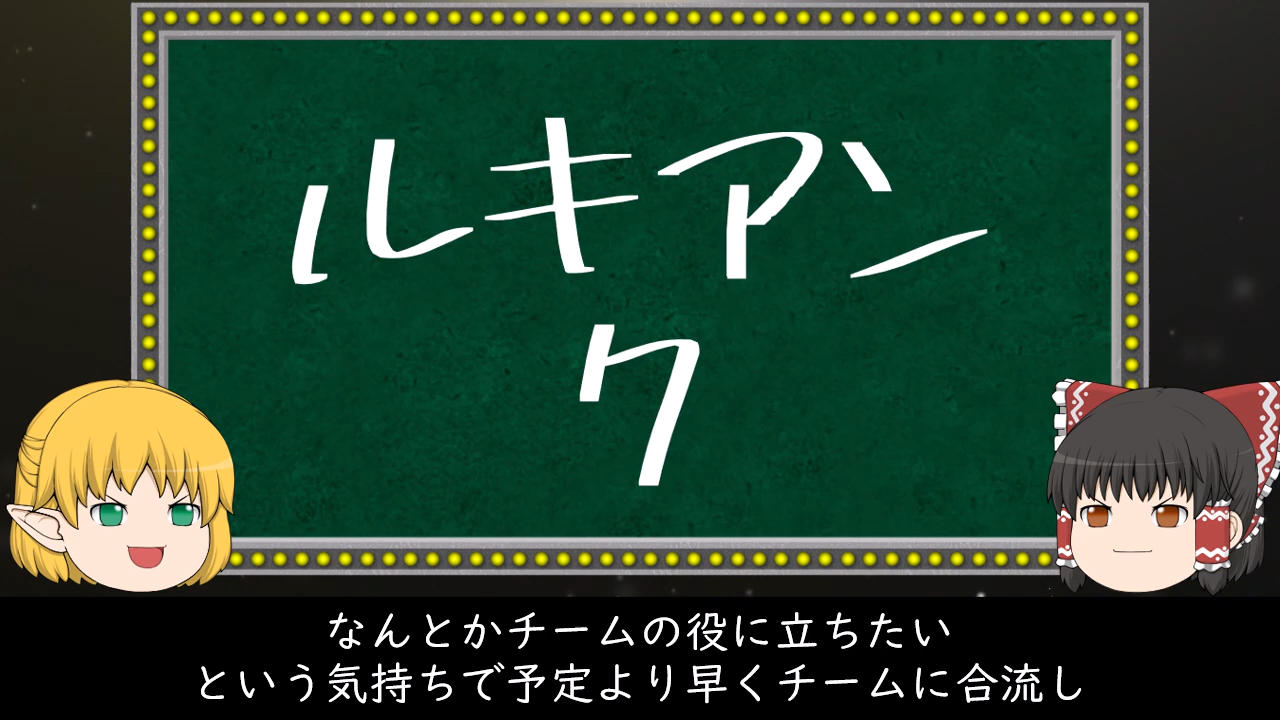 ルキアン
ク
なんとかチームの役に立ちたい
という気持ちで予定より早くチームに合流し